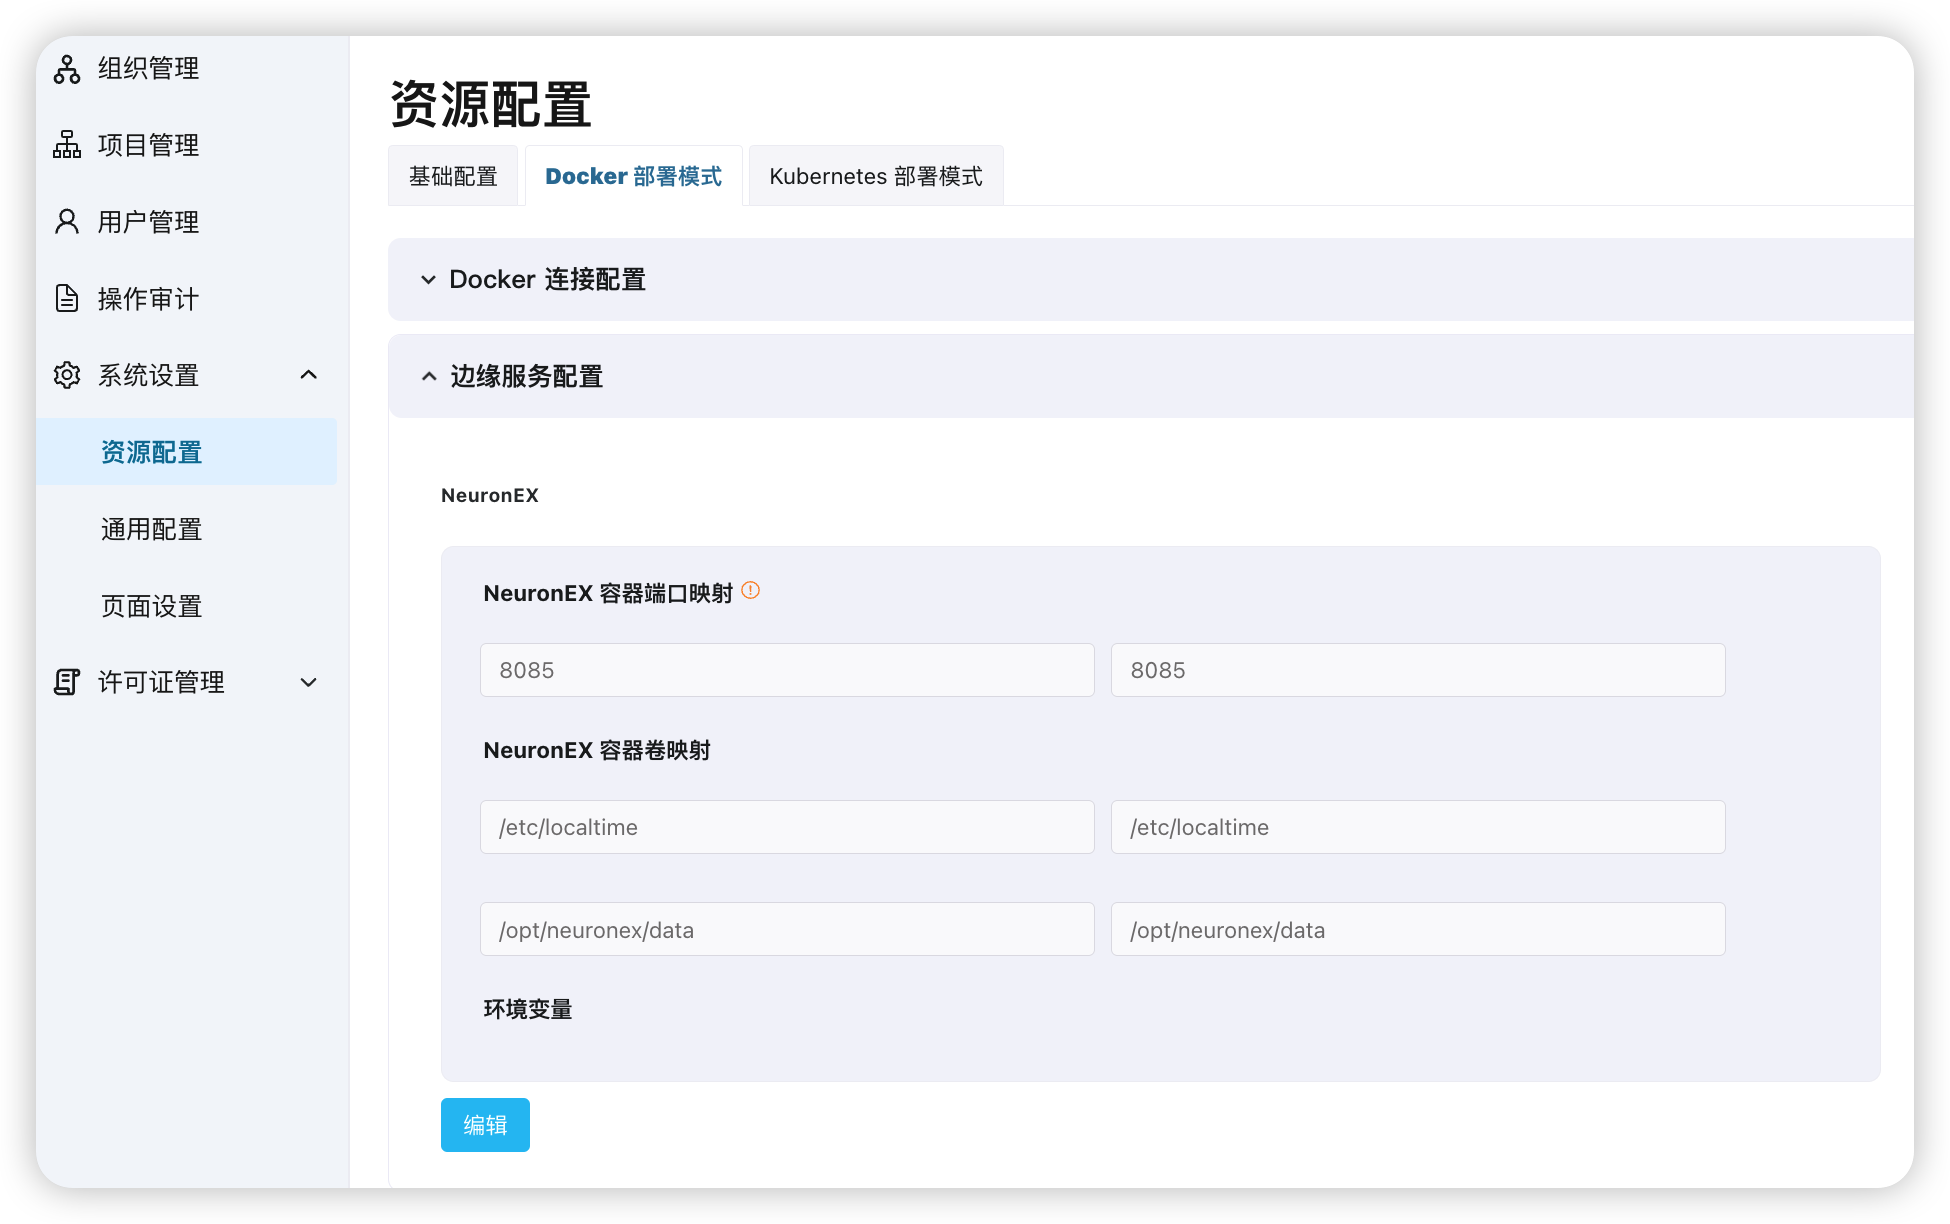 组织管理
项目管理
用户管理
操作审计
系统设置
资源配置
通用配置
页面设置
许可证管理
资源配置
基础配置
Docker 部署模式
Kubernetes 部署模式
Docker 连接配置
边缘服务配置
NeuronEX
NeuronEX 容器端口映射
8085
8085
NeuronEX 容器卷映射
/etc/localtime
/etc/localtime
/opt/neuronex/data
/opt/neuronex/data
环境变量
编辑